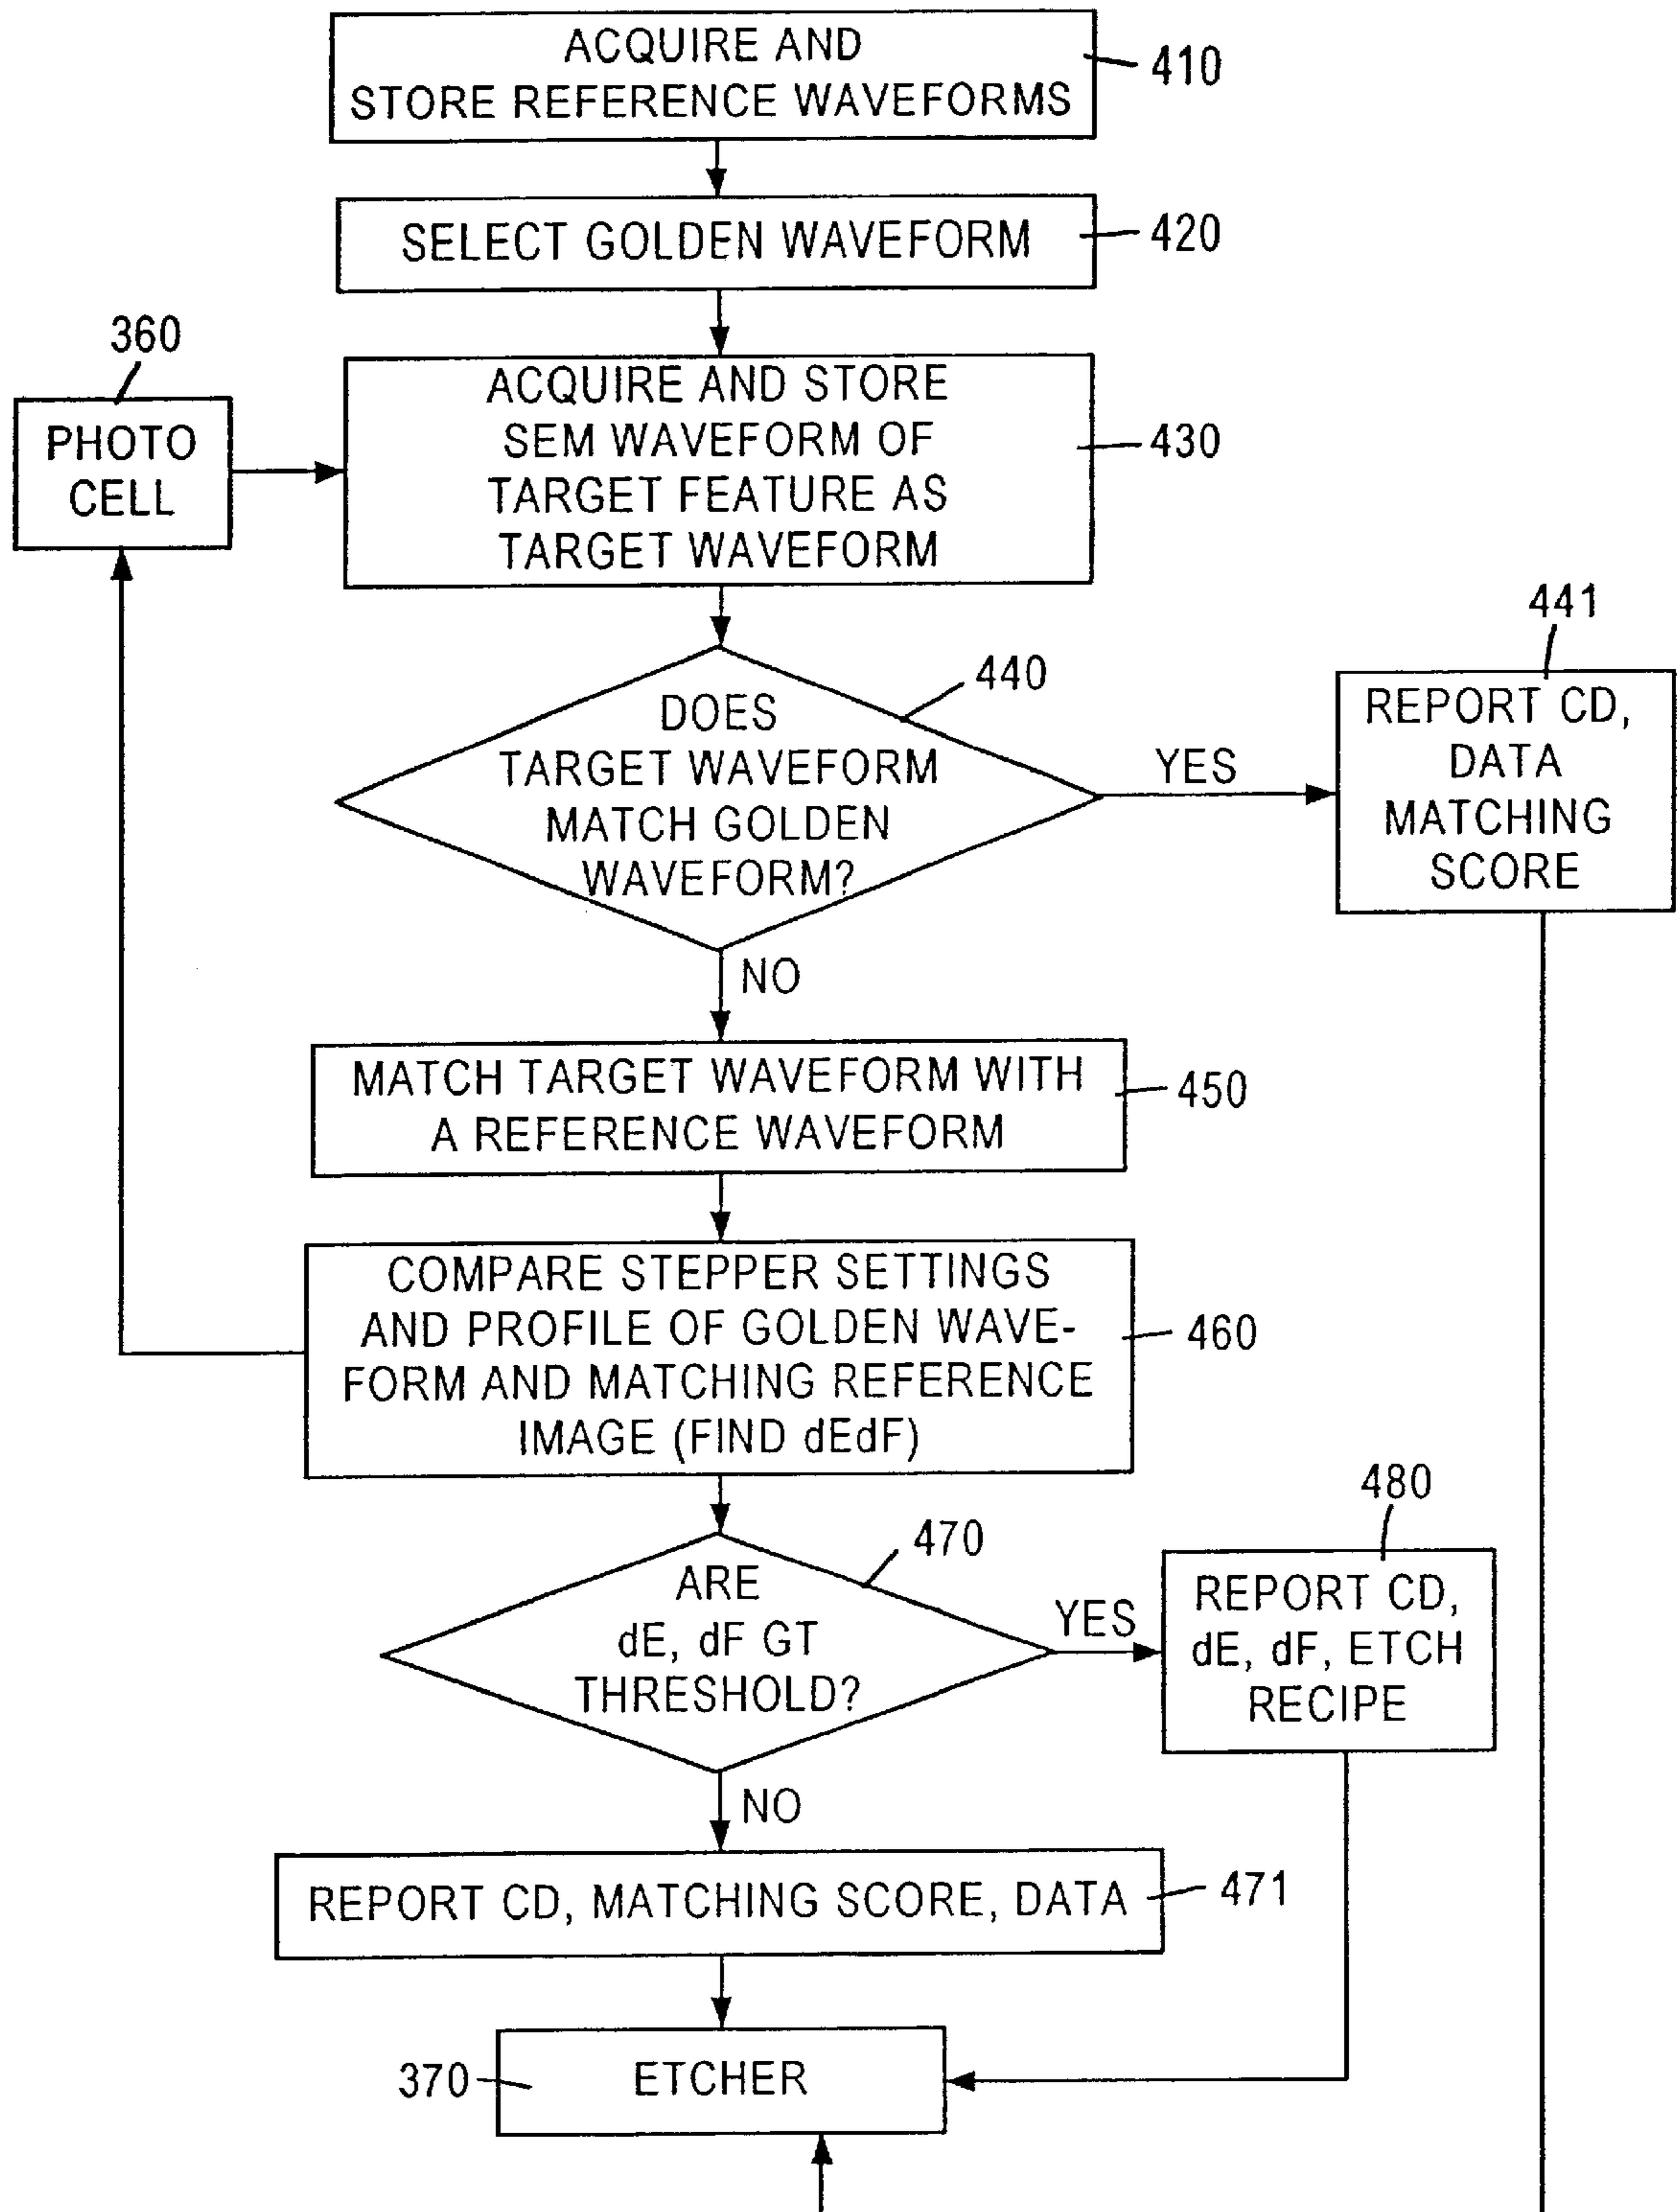 ACQUIRE AND
STORE REFERENCE WAVEFORMS
410
SELECT GOLDEN WAVEFORM
420
360
PHOTO
CELL
ACQUIRE AND STORE
SEM WAVEFORM OF
TARGET FEATURE AS
TARGET WAVEFORM
430
440
DOES
TARGET WAVEFORM
MATCH GOLDEN
WAVEFORM?
YES
441
REPORT CD,
DATA
MATCHING
SCORE
NO
MATCH TARGET WAVEFORM WITH
A REFERENCE WAVEFORM
450
COMPARE STEPPER SETTINGS
AND PROFILE OF GOLDEN WAVE-
FORM AND MATCHING REFERENCE
IMAGE (FIND dEdF)
460
470
ARE
dE, dF GT
THRESHOLD?
YES
480
REPORT CD,
dE, dF, ETCH
RECIPE
NO
REPORT CD, MATCHING SCORE, DATA
471
370
ETCHER